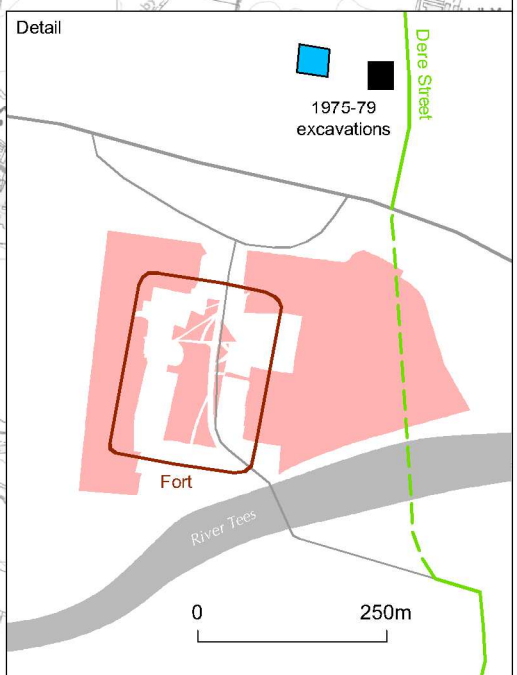 Detail
Dere Street
1975-79
excavations
Fort
River Tees
0 250m